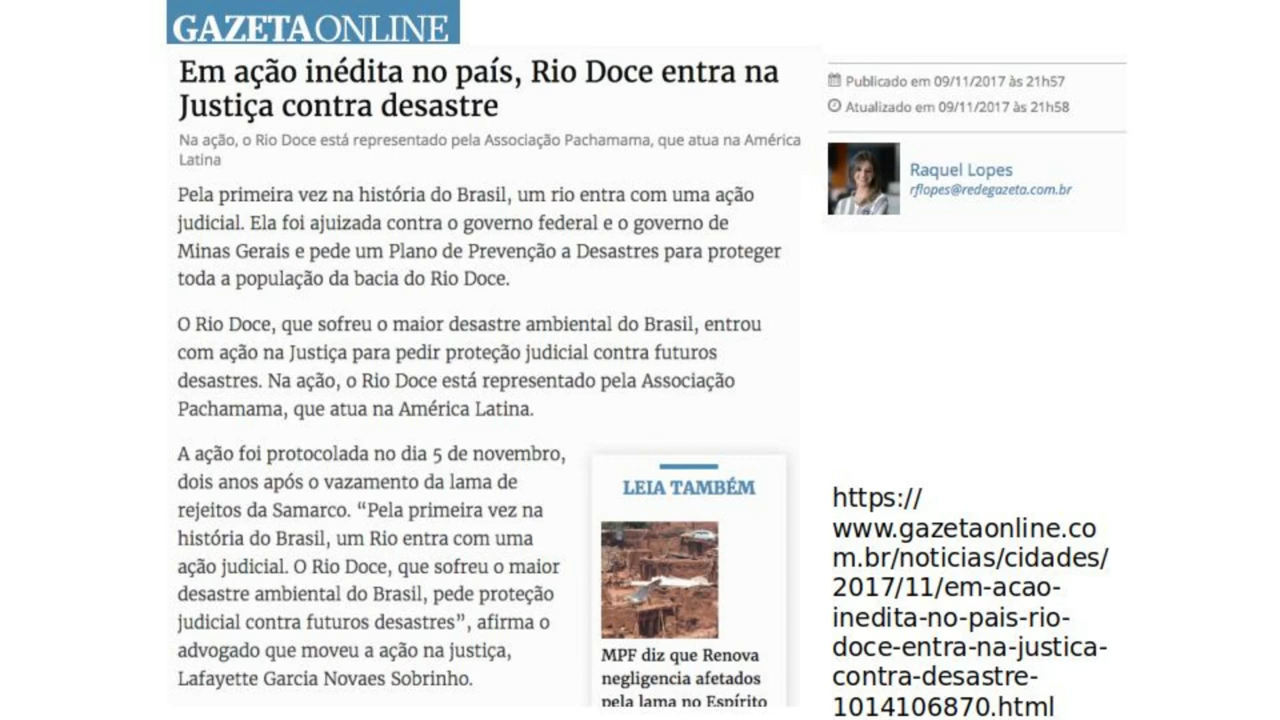 GAZETAONLINE
Em ação inédita no país, Rio Doce entra na
Justiça contra desastre
Na ação, o Rio Doce está representado pela Associação Pachamama, que atua na América
Latina
Pela primeira vez na história do Brasil, um rio entra com uma ação
judicial. Ela foi ajuizada contra o governo federal e o governo de
Minas Gerais e pede um Plano de Prevenção a Desastres para proteger
toda a população da bacia do Rio Doce.
O Rio Doce, que sofreu o maior desastre ambiental do Brasil, entrou
com ação na Justiça para pedir proteção judicial contra futuros
desastres. Na ação, o Rio Doce está representado pela Associação
Pachamama, que atua na América Latina.
A ação foi protocolada no dia 5 de novembro,
dois anos após o vazamento da lama de
rejeitos da Samarco. “Pela primeira vez na
história do Brasil, um Rio entra com uma
ação judicial. O Rio Doce, que sofreu o maior
desastre ambiental do Brasil, pede proteção
judicial contra futuros desastres”, afirma o
advogado que moveu a ação na justiça,
Lafayette Garcia Novaes Sobrinho.
LEIA TAMBÉM
MPF diz que Renova
negligencia afetados
pela lama no Espírito
Publicado em 09/11/2017 às 21h57
Atualizado em 09/11/2017 às 21h58
Raquel Lopes
rflopes@redegazeta.com.br
https://
www.gazetaonline.co
m.br/noticias/cidades/
2017/11/em-acao-
inedita-no-pais-rio-
doce-entra-na-justica-
contra-desastre-
1014106870.html